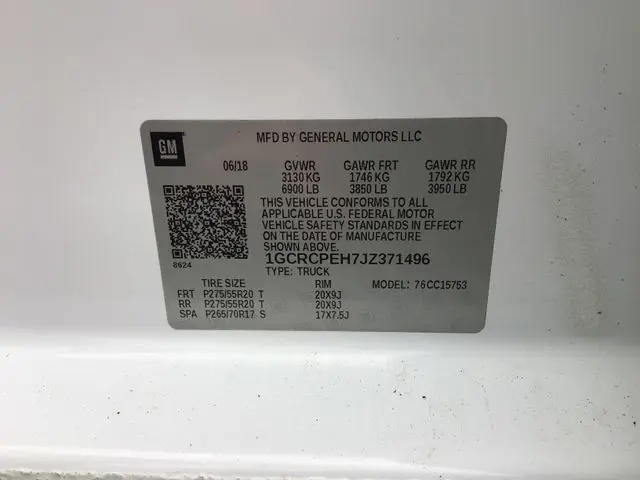 GM
MFD BY GENERAL MOTORS LLC
06/18 GVWR GAWR FRT GAWR RR
3130 KG 1746 KG 1792 KG
6900 LB 3850 LB 3950 LB
THIS VEHICLE CONFORMS TO ALL
APPLICABLE U.S. FEDERAL MOTOR
VEHICLE SAFETY STANDARDS IN EFFECT
ON THE DATE OF MANUFACTURE
SHOWN ABOVE.
8624
1GCRCPEH7JZ371496
TYPE: TRUCK
TIRE SIZE RIM MODEL: 76CC15753
FRT P275/55R20 T 20X9J
RR P275/55R20 T 20X9J
SPA P265/70R17 S 17X7.5J